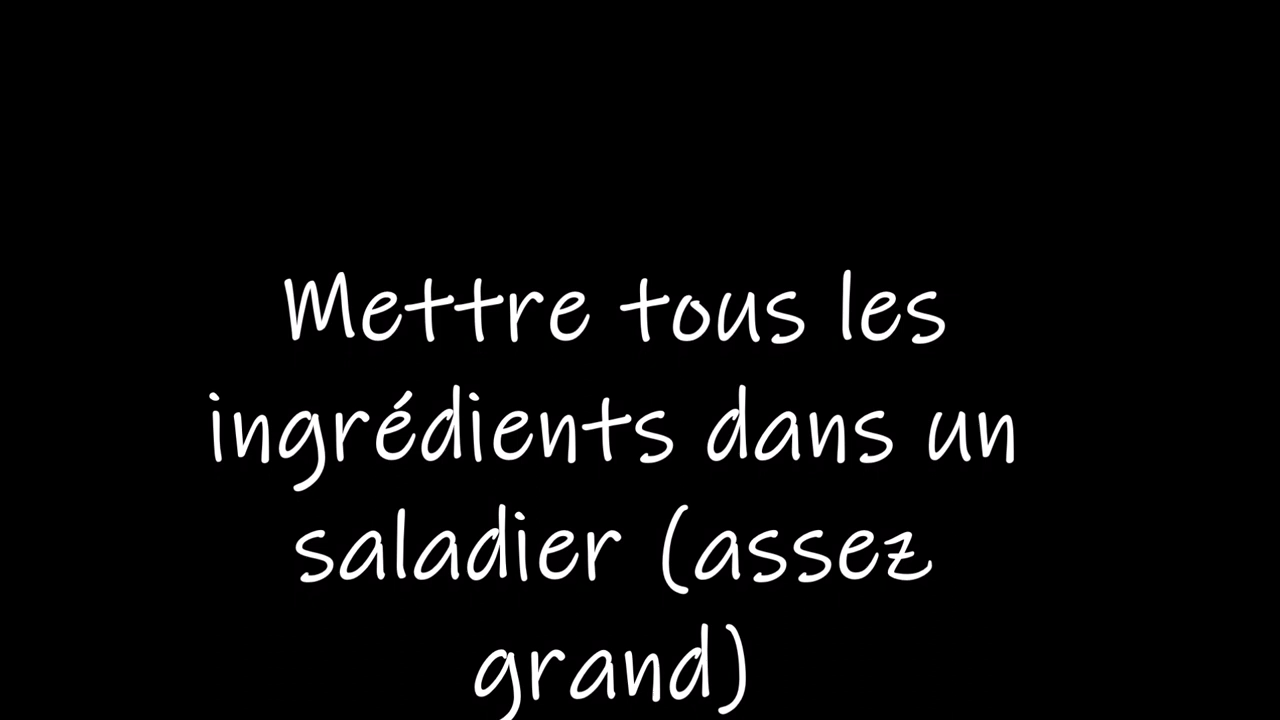 Mettre tous les
ingrédients dans un
saladier (assez
grand)